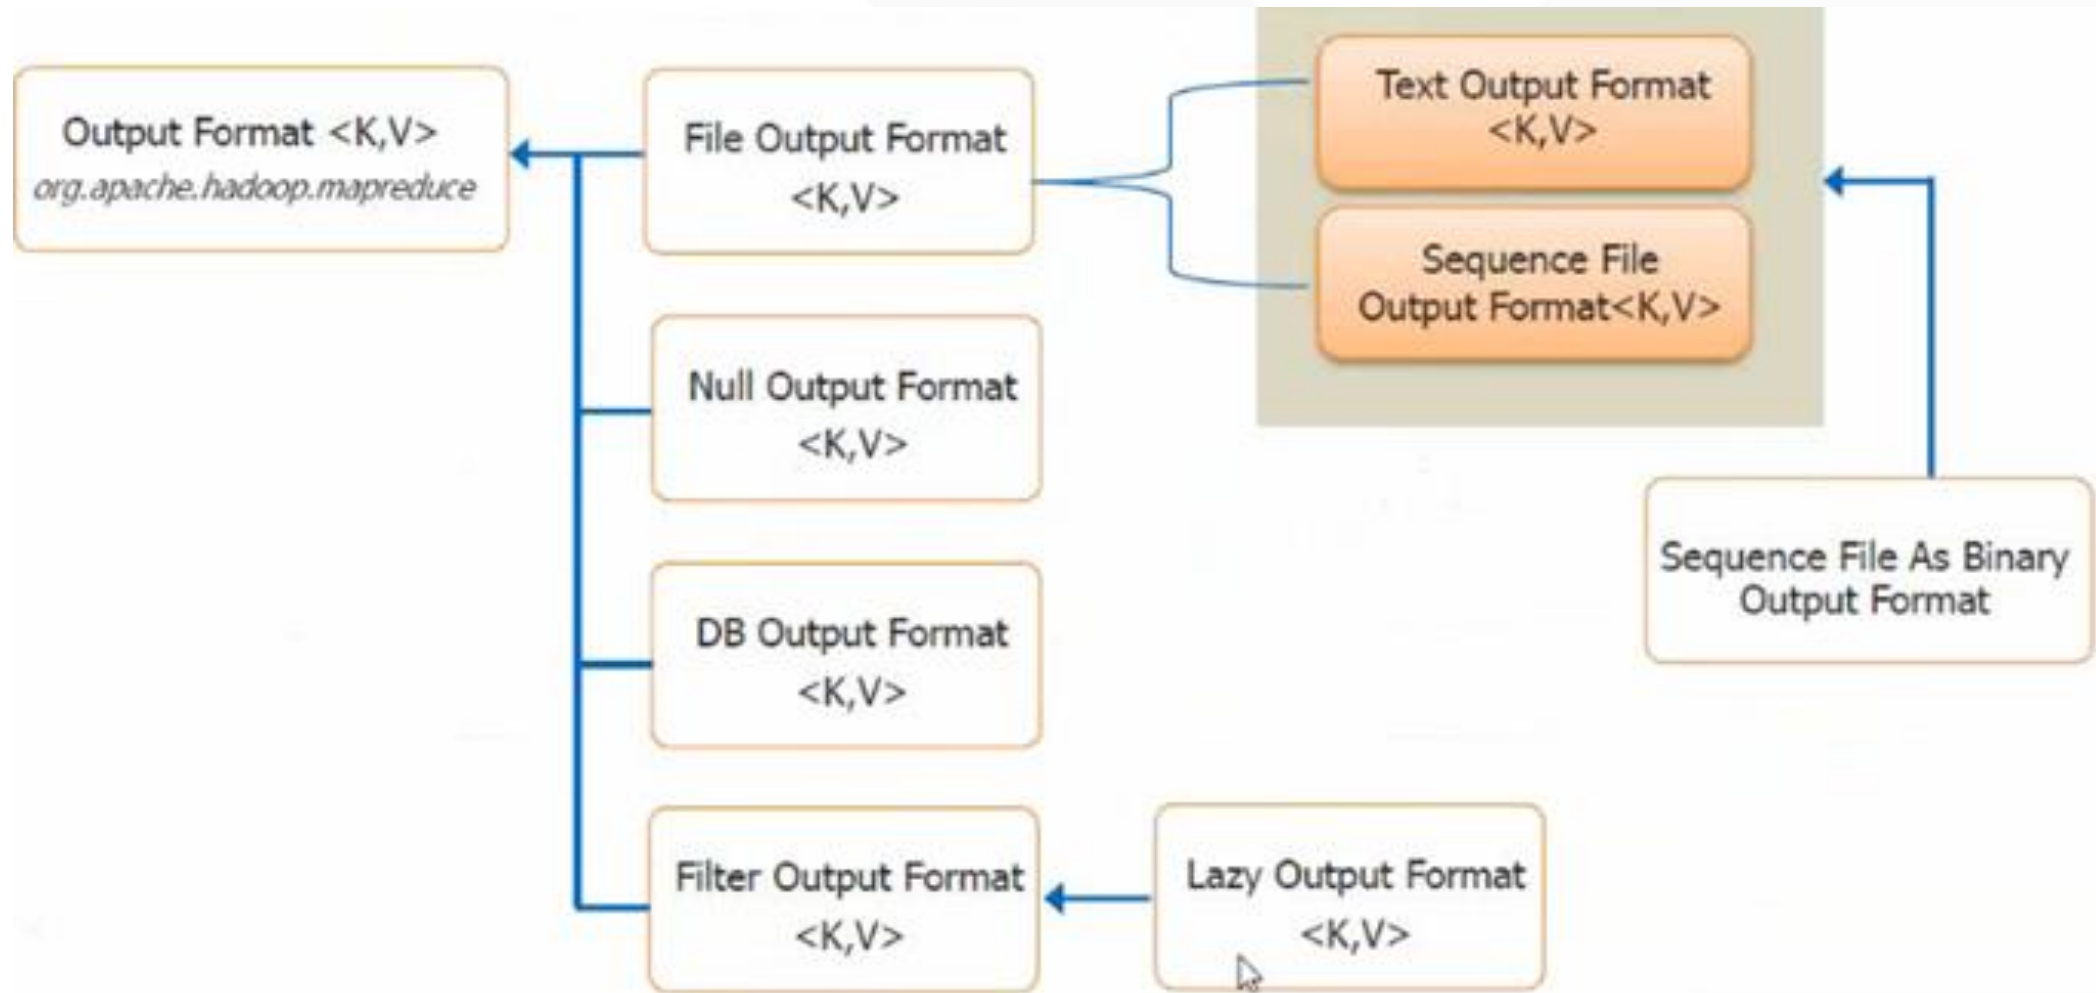 Output Format <K,V>
org.apache.hadoop.mapreduce
File Output Format
<K,V>
Text Output Format
<K,V>
Sequence File
Output Format<K,V>
Null Output Format
<K,V>
Sequence File As Binary
Output Format
DB Output Format
<K,V>
Filter Output Format
<K,V>
Lazy Output Format
<K,V>